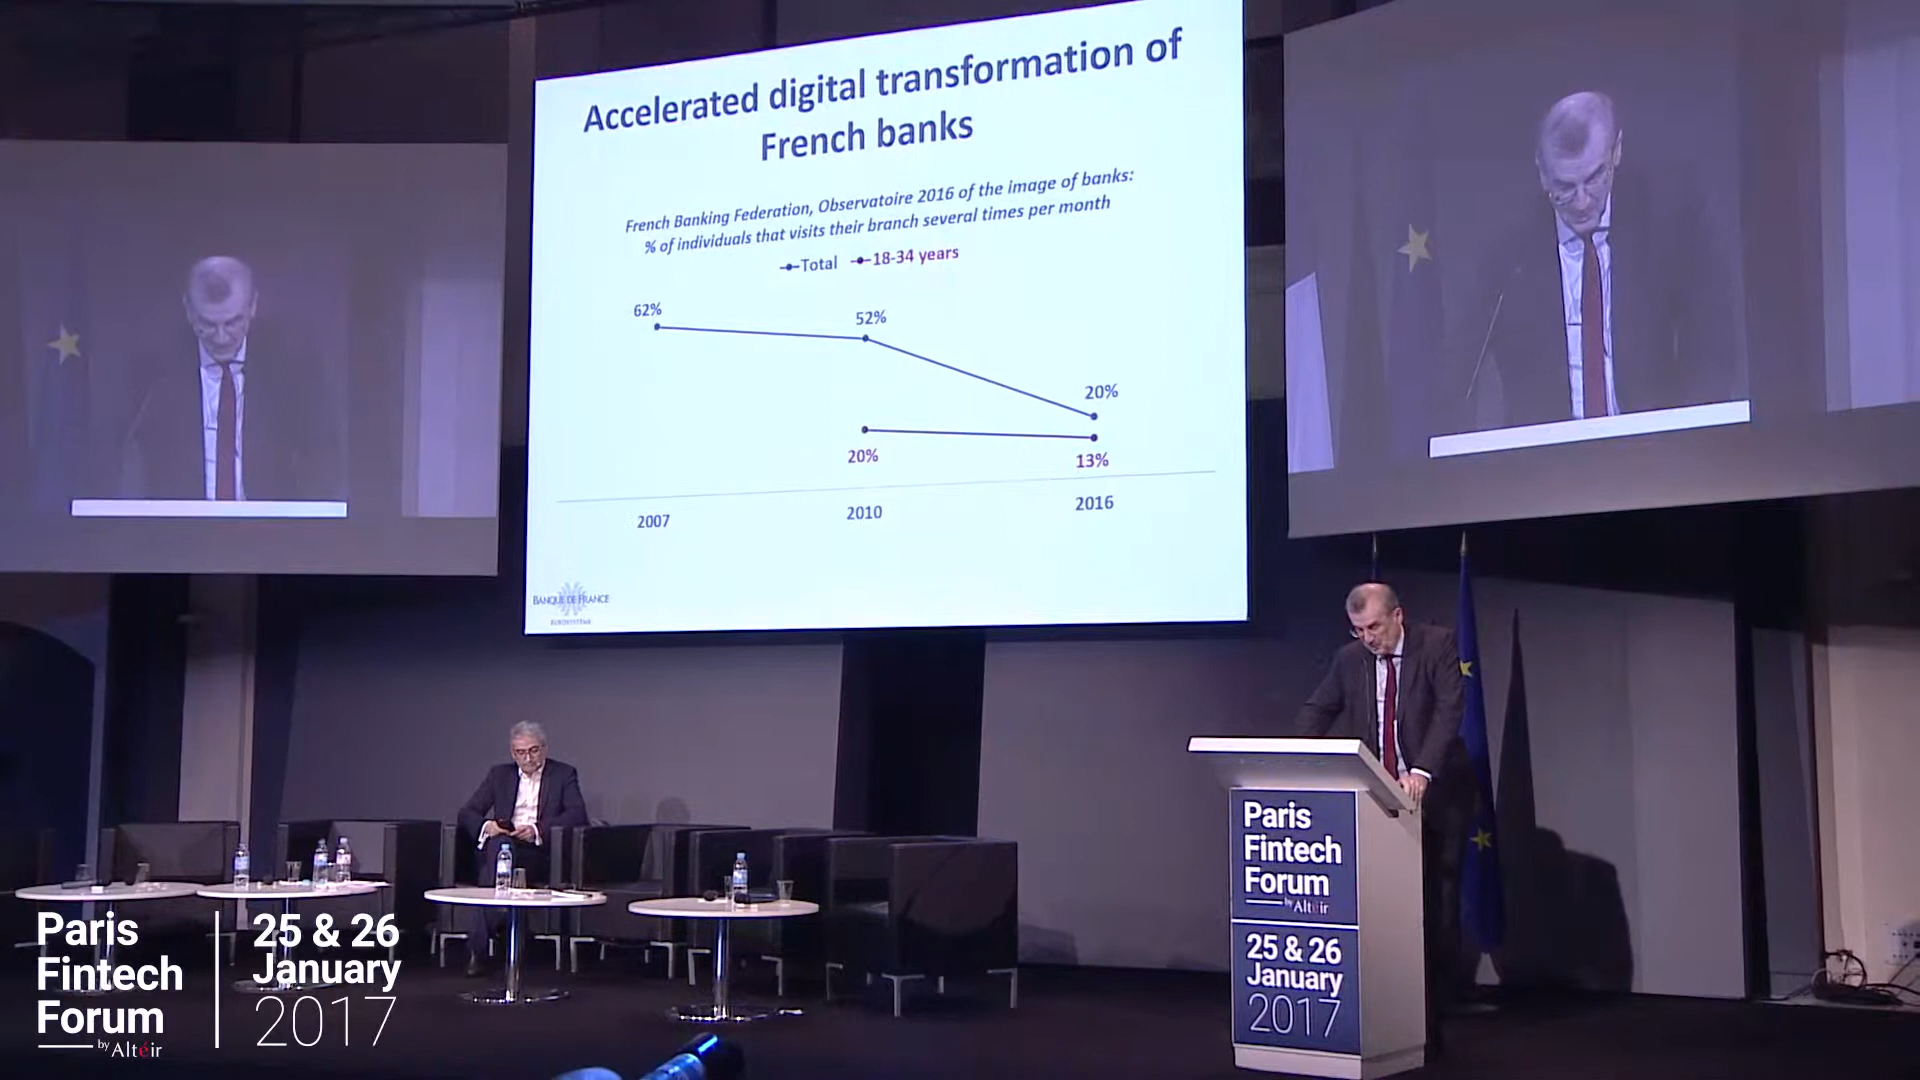 Accelerated digital transformation of
French banks
French Banking Federation, Observatoire 2016 of the image of banks:
% of individuals that visits their branch several times per month
Total 18-34 years
62%
52%
20%
20%
13%
2007
2010
2016
BANQUE DE FRANCE
EUROSYSTÈME
Paris
Fintech
Forum
by Altéir
25 & 26
January
2017
Paris
Fintech
Forum
by Altéir
25 & 26
January
2017